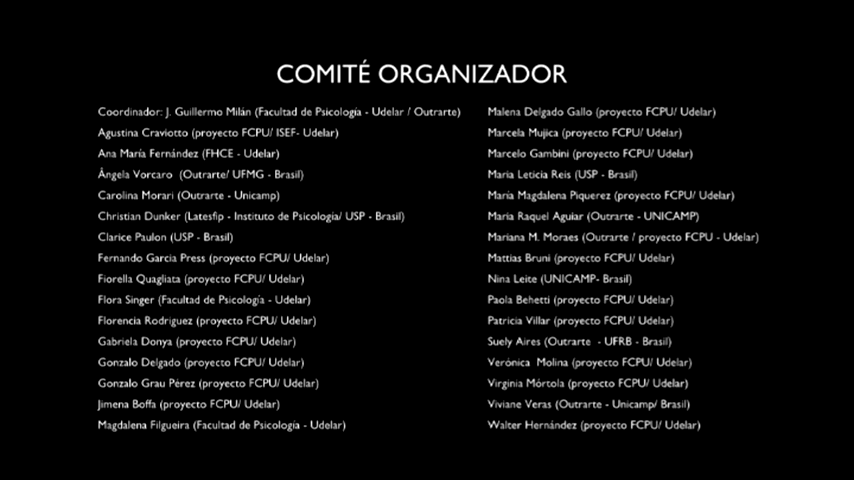 COMITÉ ORGANIZADOR
Coordinador: J. Guillermo Milán (Facultad de Psicología - Udelar / Outrarte)
Agustina Craviotto (proyecto FCPU/ ISEF- Udelar)
Ana María Fernández (FHCE - Udelar)
Ângela Vorcaro (Outrarte/ UFMG - Brasil)
Carolina Morari (Outrarte - Unicamp)
Christian Dunker (Latesfip - Instituto de Psicologia/ USP - Brasil)
Clarice Paulon (USP - Brasil)
Fernando Garcia Press (proyecto FCPU/ Udelar)
Fiorella Quagliata (proyecto FCPU/ Udelar)
Flora Singer (Facultad de Psicología - Udelar)
Florencia Rodriguez (proyecto FCPU/ Udelar)
Gabriela Donya (proyecto FCPU/ Udelar)
Gonzalo Delgado (proyecto FCPU/ Udelar)
Gonzalo Grau Pérez (proyecto FCPU/ Udelar)
Jimena Boffa (proyecto FCPU/ Udelar)
Magdalena Filgueira (Facultad de Psicología - Udelar)
Malena Delgado Gallo (proyecto FCPU/ Udelar)
Marcela Mujica (proyecto FCPU/ Udelar)
Marcelo Gambini (proyecto FCPU/ Udelar)
Maria Leticia Reis (USP - Brasil)
María Magdalena Piquerez (proyecto FCPU/ Udelar)
Maria Raquel Aguiar (Outrarte - UNICAMP)
Mariana M. Moraes (Outrarte / proyecto FCPU - Udelar)
Mattias Bruni (proyecto FCPU/ Udelar)
Nina Leite (UNICAMP- Brasil)
Paola Behetti (proyecto FCPU/ Udelar)
Patricia Villar (proyecto FCPU/ Udelar)
Suely Aires (Outrarte - UFRB - Brasil)
Verónica Molina (proyecto FCPU/ Udelar)
Virginia Mórtola (proyecto FCPU/ Udelar)
Viviane Veras (Outrarte - Unicamp/ Brasil)
Walter Hernández (proyecto FCPU/ Udelar)